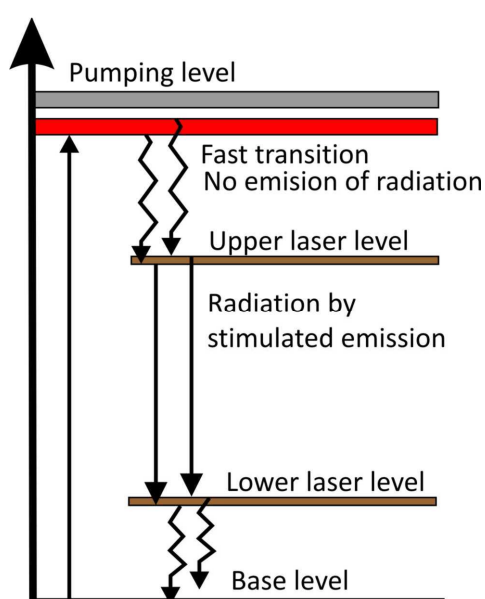 Pumping level
Fast transition
No emision of radiation
Upper laser level
Radiation by
stimulated emission
Lower laser level
Base level